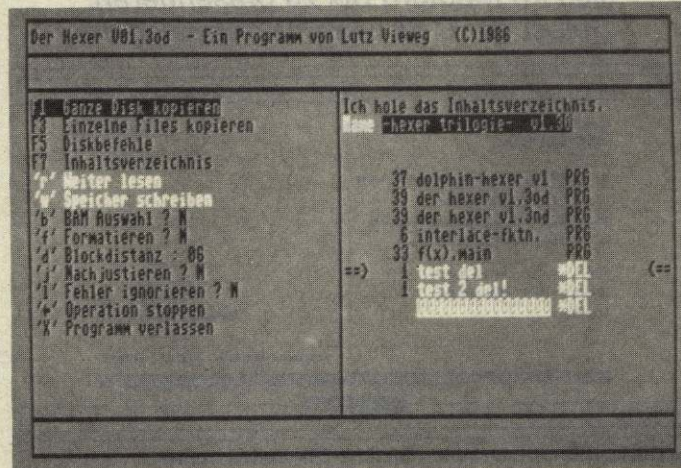 Der Hexer V01.3od - Ein Programm von Lutz Vieweg (C)1986
F1 Ganze Disk kopieren
F3 Einzelne Files kopieren
F5 Diskbefehle
F7 Inhaltsverzeichnis
'r' Weiter lesen
'w' Speicher schreiben
'b' BAM Auswahl ? N
'f' Formatieren ? N
'd' Blockdistanz : 06
'j' Nachjustieren ? N
'l' Fehler ignorieren ? N
'←' Operation stoppen
'X' Programm verlassen
Ich hole das Inhaltsverzeichnis.
Name -hexer trilogie- v1.30
37 dolphin-hexer v1 PRG
39 der hexer v1.3od PRG
39 der hexer v1.3nd PRG
6 interlace-fktn. PRG
33 f(x).main PRG
==) 1 test del *DEL (==
1 test 2 del! *DEL
*DEL